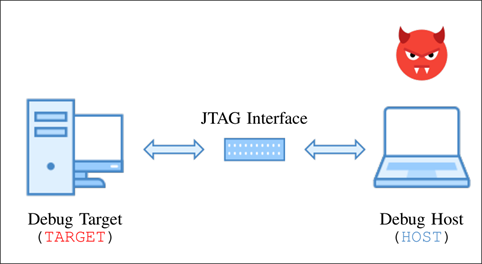 JTAG Interface
Debug Target
(TARGET)
Debug Host
(HOST)